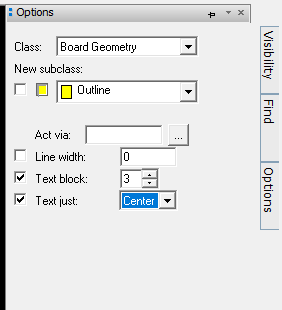 Options
Class: Board Geometry
New subclass:
Outline
Act via: ...
Line width: 0
Text block: 3
Text just: Center
Visibility
Find
Options